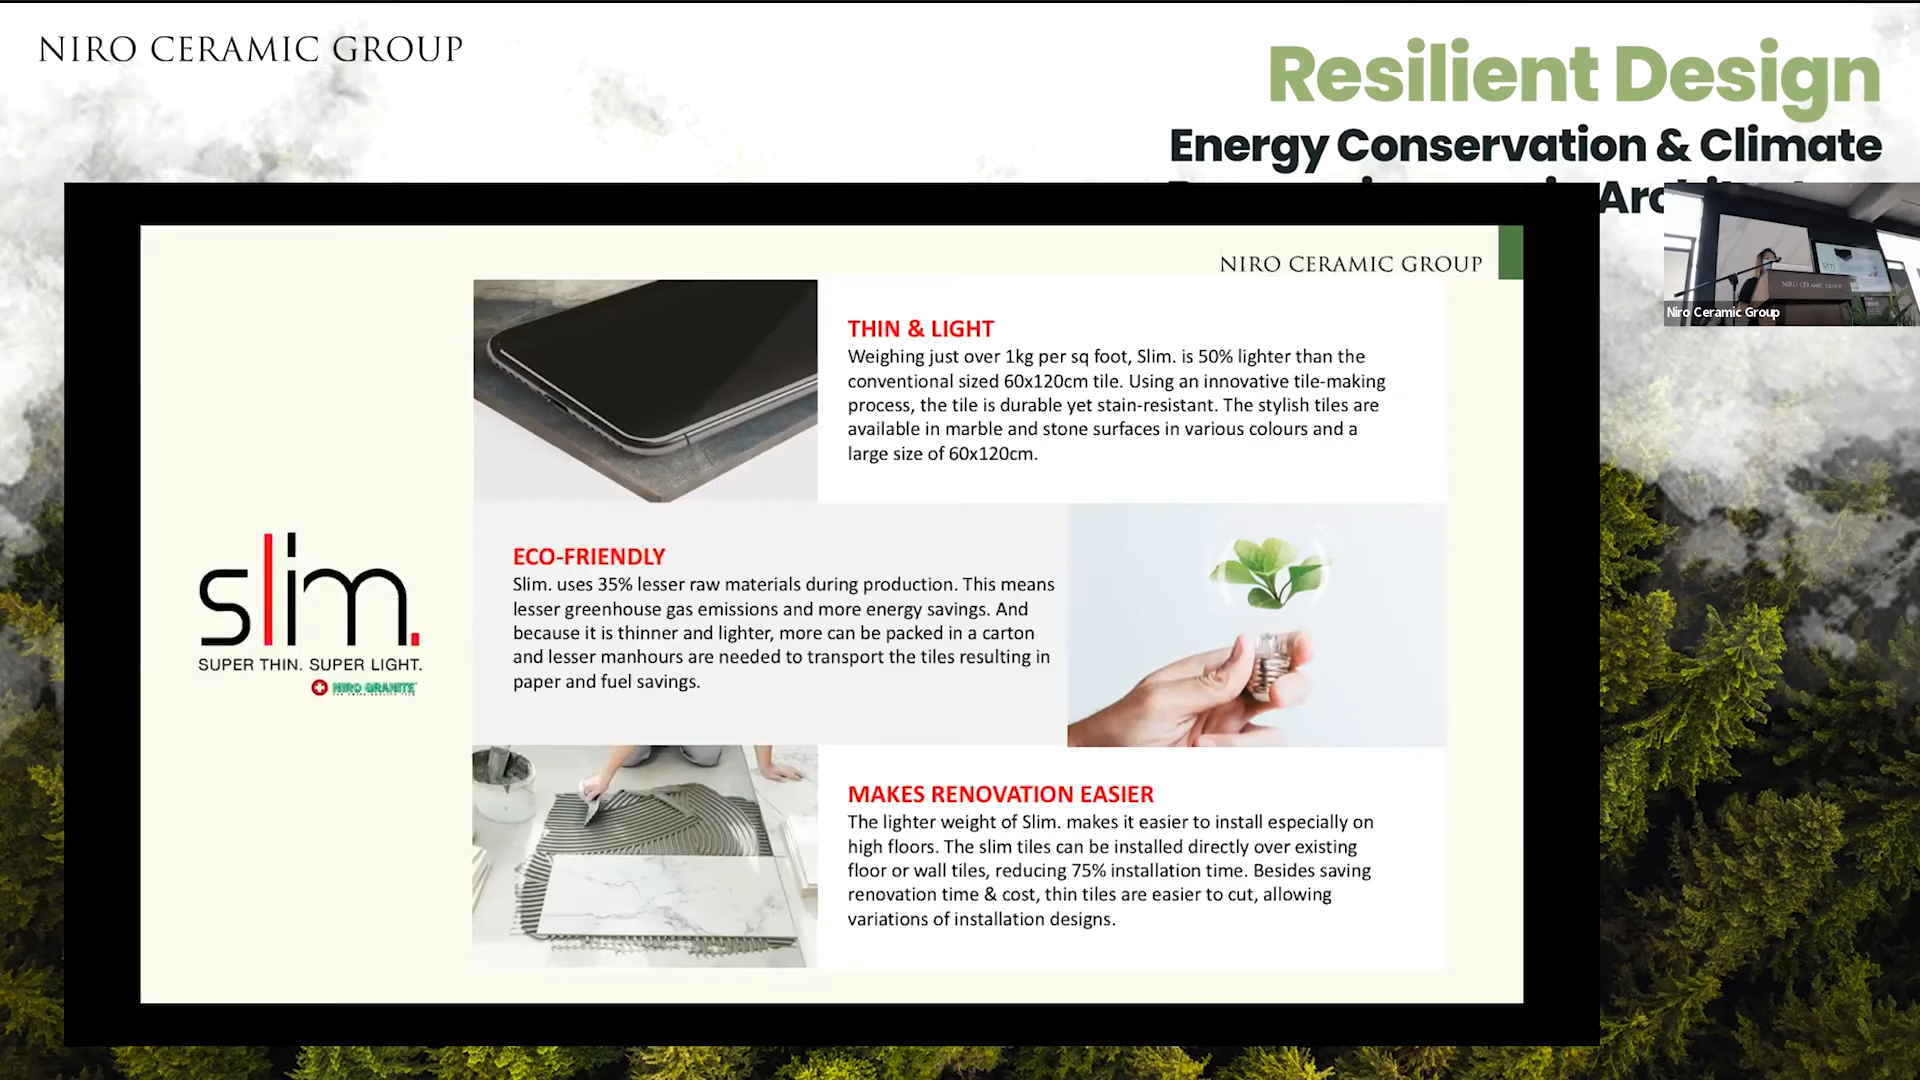 NIRO CERAMIC GROUP
Resilient Design
Energy Conservation & Climate
NIRO CERAMIC GROUP
Niro Ceramic Group
NIRO CERAMIC GROUP
THIN & LIGHT
Weighing just over 1kg per sq foot, Slim. is 50% lighter than the
conventional sized 60x120cm tile. Using an innovative tile-making
process, the tile is durable yet stain-resistant. The stylish tiles are
available in marble and stone surfaces in various colours and a
large size of 60x120cm.
slim.
SUPER THIN. SUPER LIGHT.
NIRO GRANITE
ECO-FRIENDLY
Slim. uses 35% lesser raw materials during production. This means
lesser greenhouse gas emissions and more energy savings. And
because it is thinner and lighter, more can be packed in a carton
and lesser manhours are needed to transport the tiles resulting in
paper and fuel savings.
MAKES RENOVATION EASIER
The lighter weight of Slim. makes it easier to install especially on
high floors. The slim tiles can be installed directly over existing
floor or wall tiles, reducing 75% installation time. Besides saving
renovation time & cost, thin tiles are easier to cut, allowing
variations of installation designs.